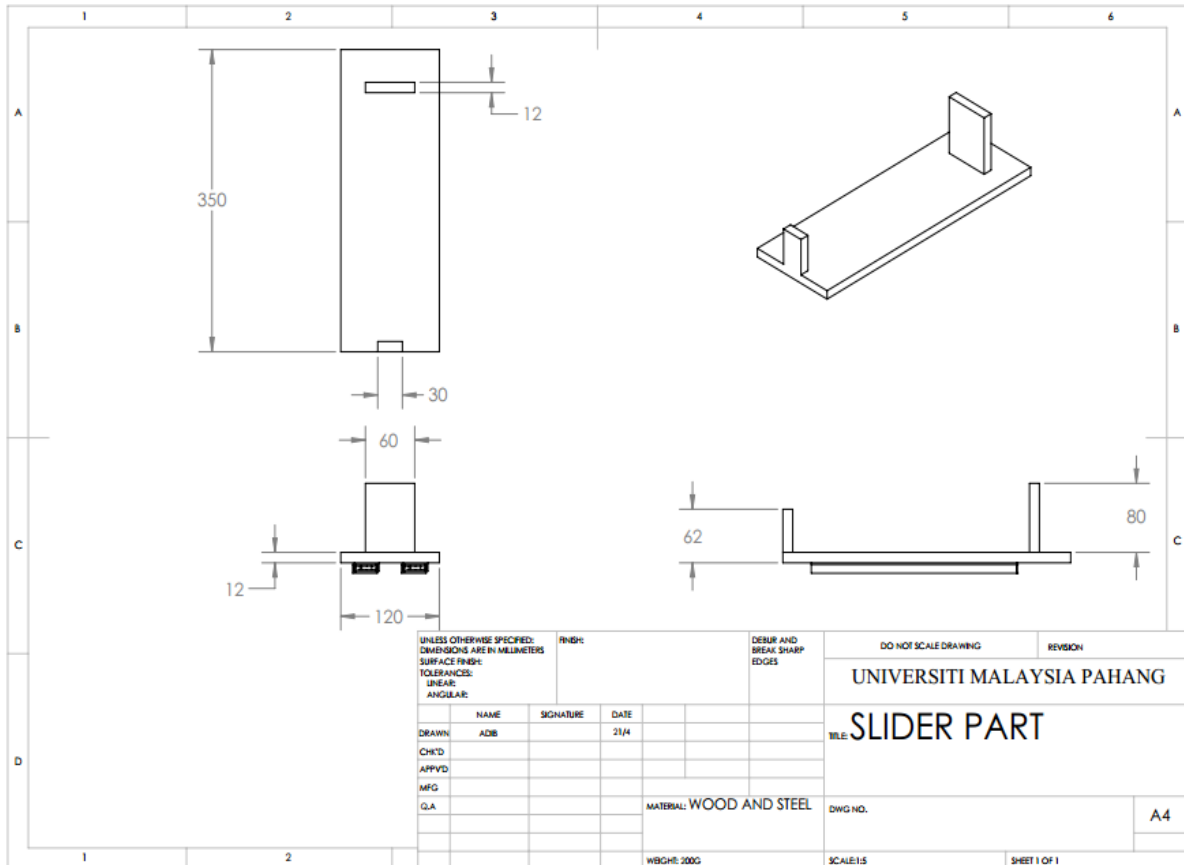 1 2 3 4 5 6
A A
12
350
B B
30
60
80
62
C C
12
120
UNLESS OTHERWISE SPECIFIED:
DIMENSIONS ARE IN MILLIMETERS
SURFACE FINISH:
TOLERANCES:
LINEAR:
ANGULAR:
FINISH:
DEBUR AND
BREAK SHARP
EDGES
DO NOT SCALE DRAWING
REVISION
UNIVERSITI MALAYSIA PAHANG
NAME SIGNATURE DATE
DRAWN ADIB 21/4
CHK'D
APPV'D
MFG
Q.A
TITLE: SLIDER PART
D
MATERIAL: WOOD AND STEEL
DWG NO.
A4
WEIGHT: 200G
SCALE:1:5
SHEET 1 OF 1
1 2